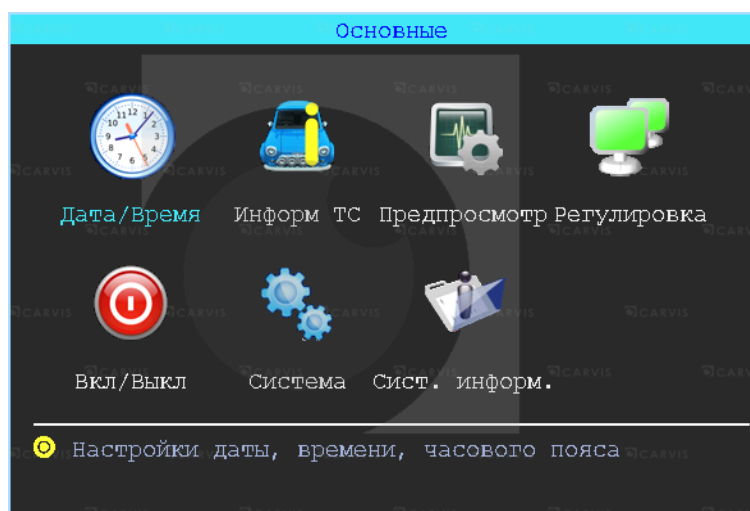 Основные
Дата/Время Информ ТС Предпросмотр Регулировка
Вкл/Выкл Система Сист. информ.
Настройки даты, времени, часового пояса